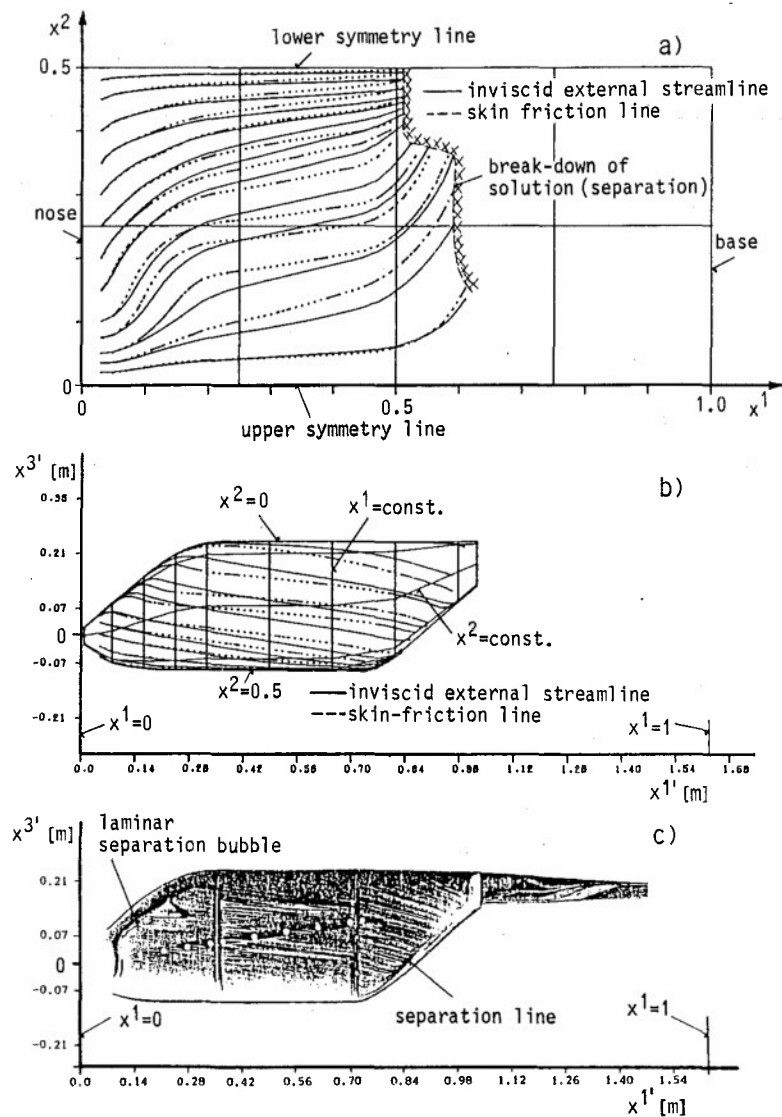 x2
lower symmetry line
a)
0.5
inviscid external streamline
skin friction line
break-down of
solution (separation)
nose
base
0
0
0.5
1.0
x1
upper symmetry line
x3' [m]
b)
x2=0
x1=const.
0.21
0.07
0
-0.07
-0.21
x2=const.
x2=0.5
inviscid external streamline
skin-friction line
x1=0
x1=1
0.0 0.14 0.28 0.42 0.56 0.70 0.84 0.98 1.12 1.26 1.40 1.54 1.68
x1' [m]
x3' [m]
laminar
separation bubble
c)
0.21
0.07
0
-0.07
-0.21
separation line
x1=0
x1=1
0.0 0.14 0.28 0.42 0.56 0.70 0.84 0.98 1.12 1.26 1.40 1.54
x1' [m]